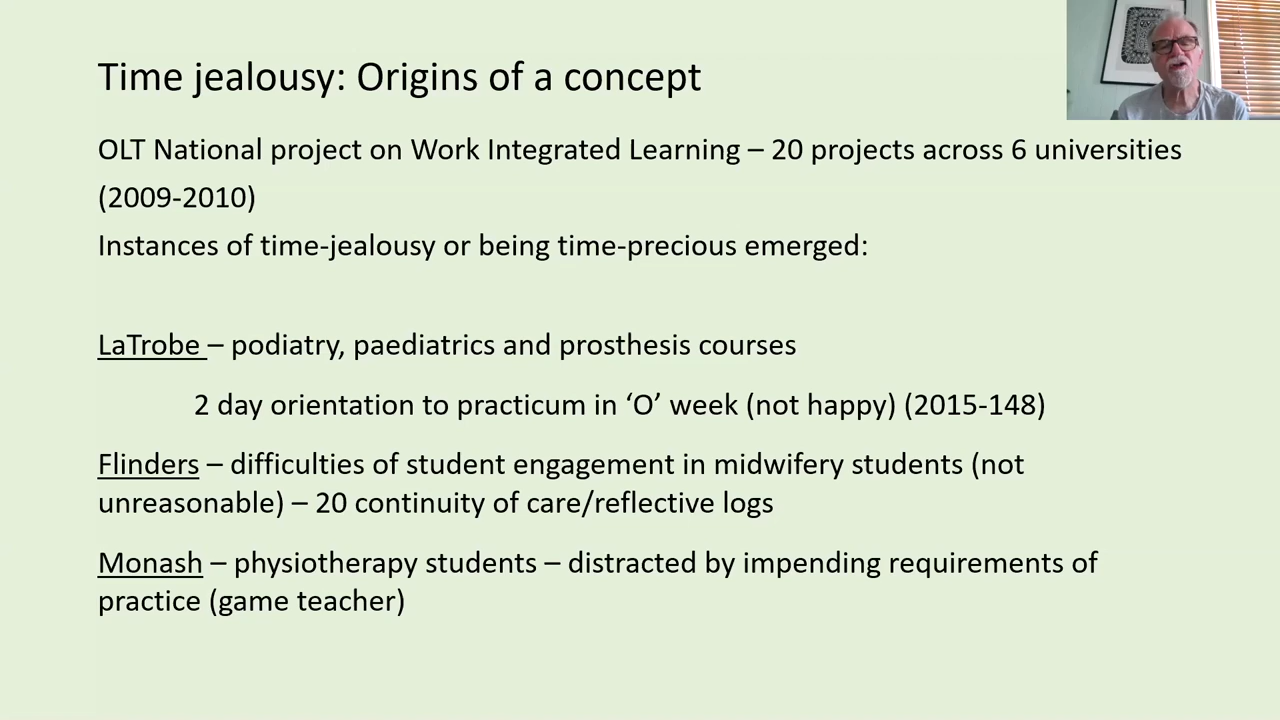 Time jealousy: Origins of a concept
OLT National project on Work Integrated Learning – 20 projects across 6 universities
(2009-2010)
Instances of time-jealousy or being time-precious emerged:
LaTrobe – podiatry, paediatrics and prosthesis courses
2 day orientation to practicum in ‘O’ week (not happy) (2015-148)
Flinders – difficulties of student engagement in midwifery students (not
unreasonable) – 20 continuity of care/reflective logs
Monash – physiotherapy students – distracted by impending requirements of
practice (game teacher)